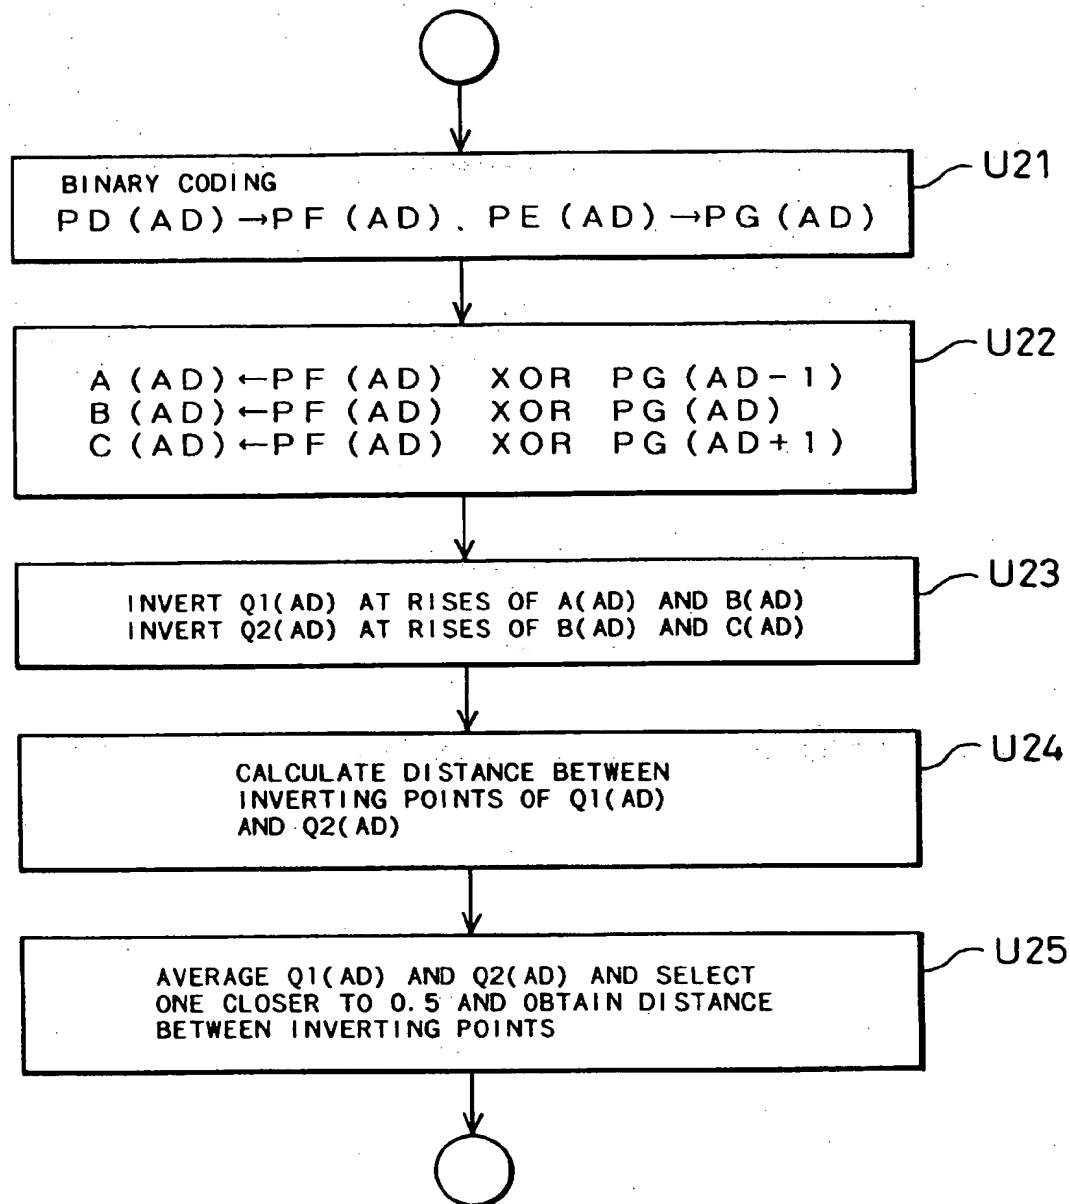 BINARY CODING
U21
PD(AD)→PF(AD). PE(AD)→PG(AD)
U22
A(AD)←PF(AD) XOR PG(AD-1)
B(AD)←PF(AD) XOR PG(AD)
C(AD)←PF(AD) XOR PG(AD+1)
U23
INVERT Q1(AD) AT RISES OF A(AD) AND B(AD)
INVERT Q2(AD) AT RISES OF B(AD) AND C(AD)
U24
CALCULATE DISTANCE BETWEEN
INVERTING POINTS OF Q1(AD)
AND Q2(AD)
U25
AVERAGE Q1(AD) AND Q2(AD) AND SELECT
ONE CLOSER TO 0.5 AND OBTAIN DISTANCE
BETWEEN INVERTING POINTS